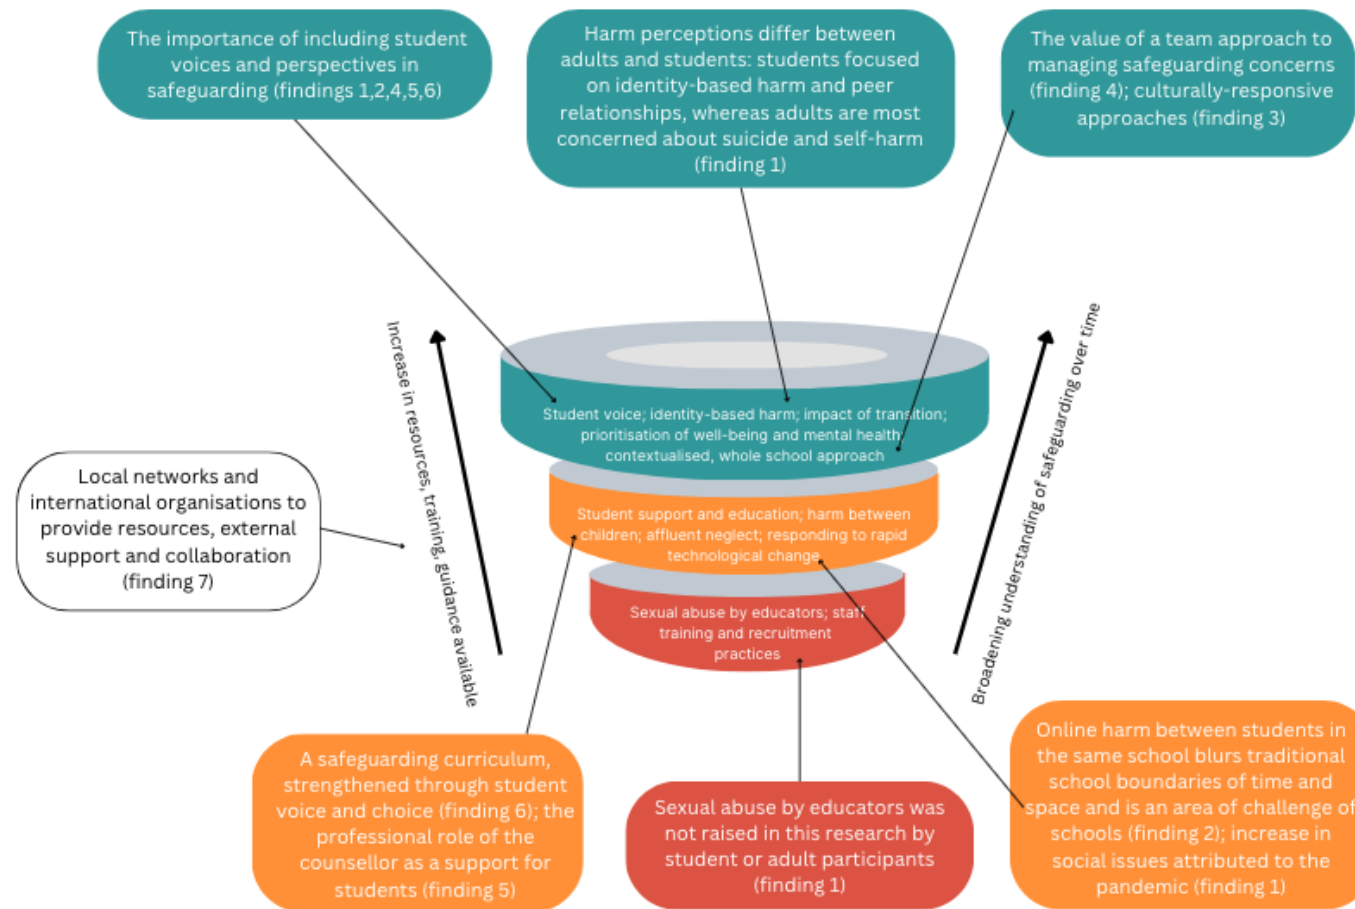 The importance of including student
voices and perspectives in
safeguarding (findings 1,2,4,5,6)
Harm perceptions differ between
adults and students: students focused
on identity-based harm and peer
relationships, whereas adults are most
concerned about suicide and self-harm
(finding 1)
The value of a team approach to
managing safeguarding concerns
(finding 4); culturally-responsive
approaches (finding 3)
Increase in resources, training, guidance available
Broadening understanding of safeguarding over time
Student voice; identity-based harm; impact of transition;
prioritisation of well-being and mental health;
contextualised, whole school approach
Local networks and
international organisations to
provide resources, external
support and collaboration
(finding 7)
Student support and education; harm between
children; affluent neglect; responding to rapid
technological change
Sexual abuse by educators; staff
training and recruitment
practices
A safeguarding curriculum,
strengthened through student
voice and choice (finding 6); the
professional role of the
counsellor as a support for
students (finding 5)
Sexual abuse by educators was
not raised in this research by
student or adult participants
(finding 1)
Online harm between students in
the same school blurs traditional
school boundaries of time and
space and is an area of challenge of
schools (finding 2); increase in
social issues attributed to the
pandemic (finding 1)